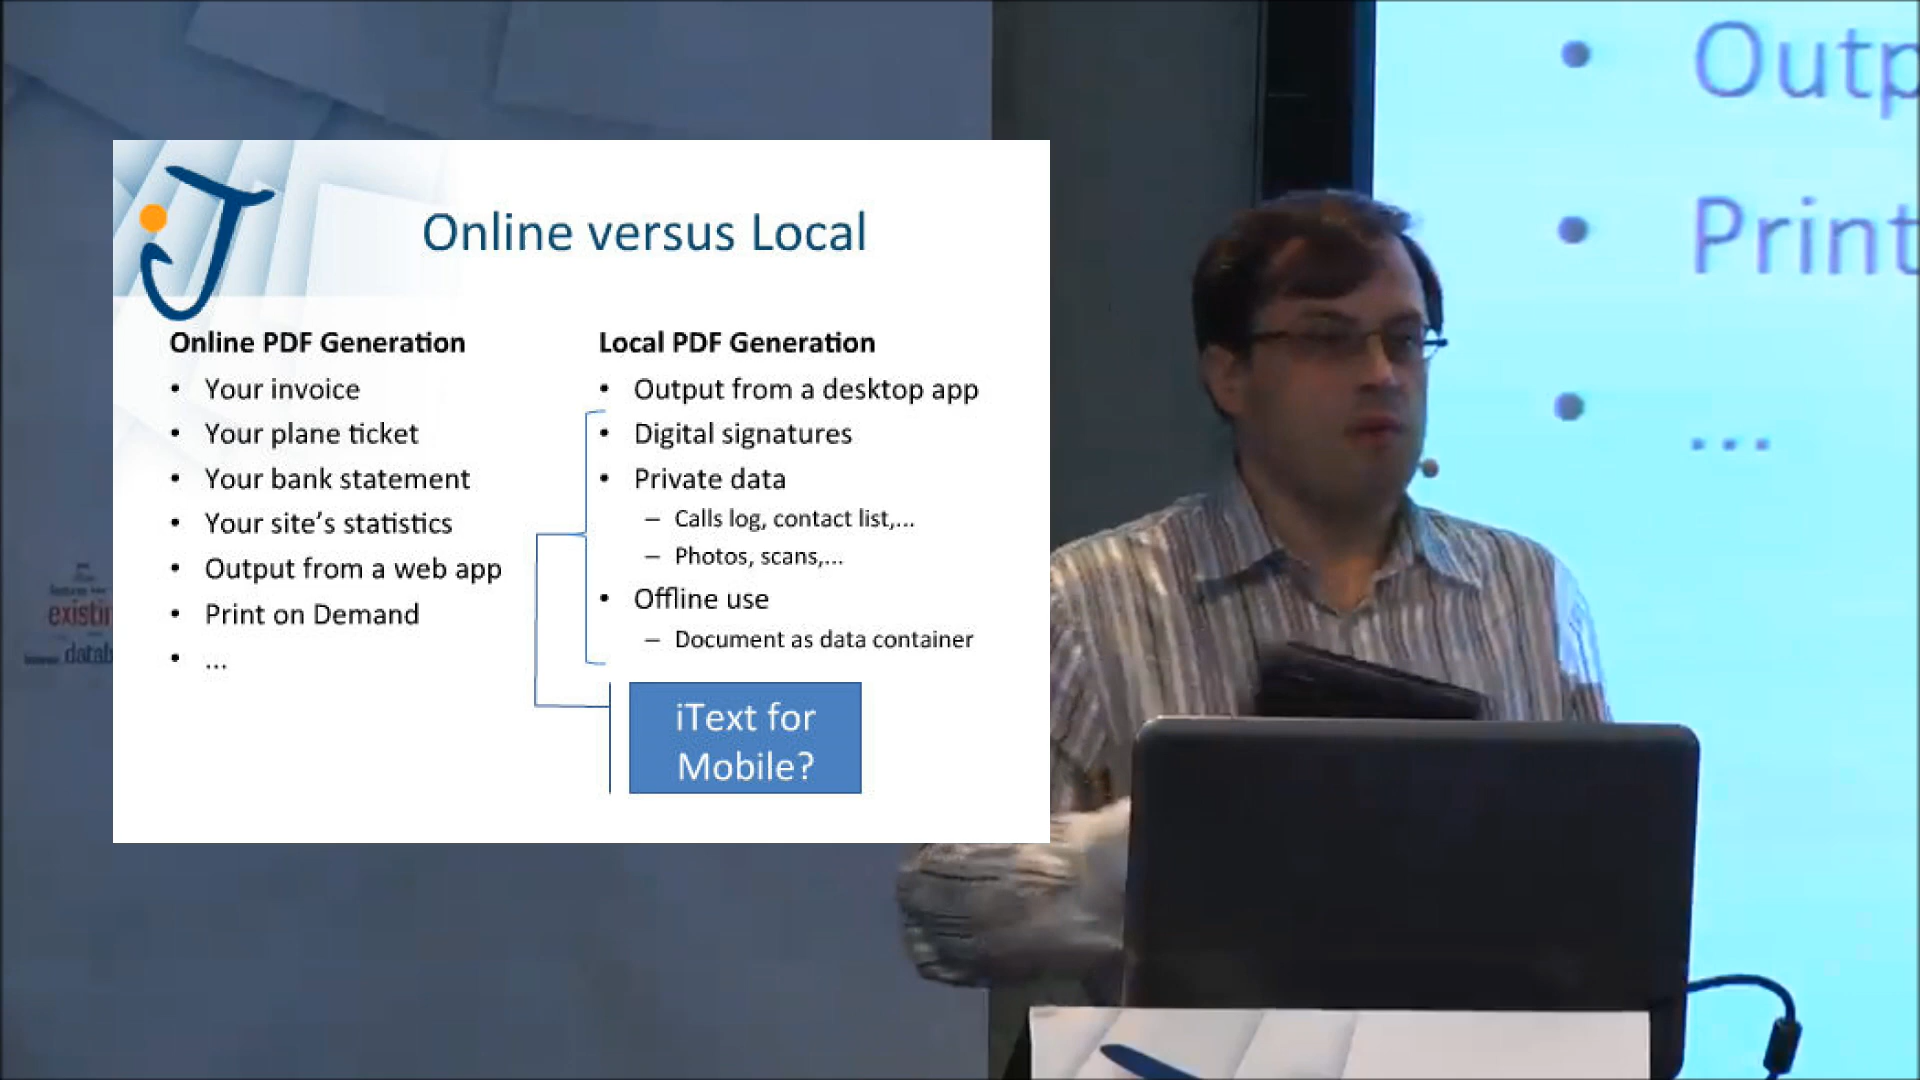 Online versus Local
Online PDF Generation
• Your invoice
• Your plane ticket
• Your bank statement
• Your site's statistics
• Output from a web app
• Print on Demand
• ...
Local PDF Generation
• Output from a desktop app
• Digital signatures
• Private data
– Calls log, contact list,...
– Photos, scans,...
• Offline use
– Document as data container
iText for
Mobile?
• Outp
• Print
• ...
existin
datab